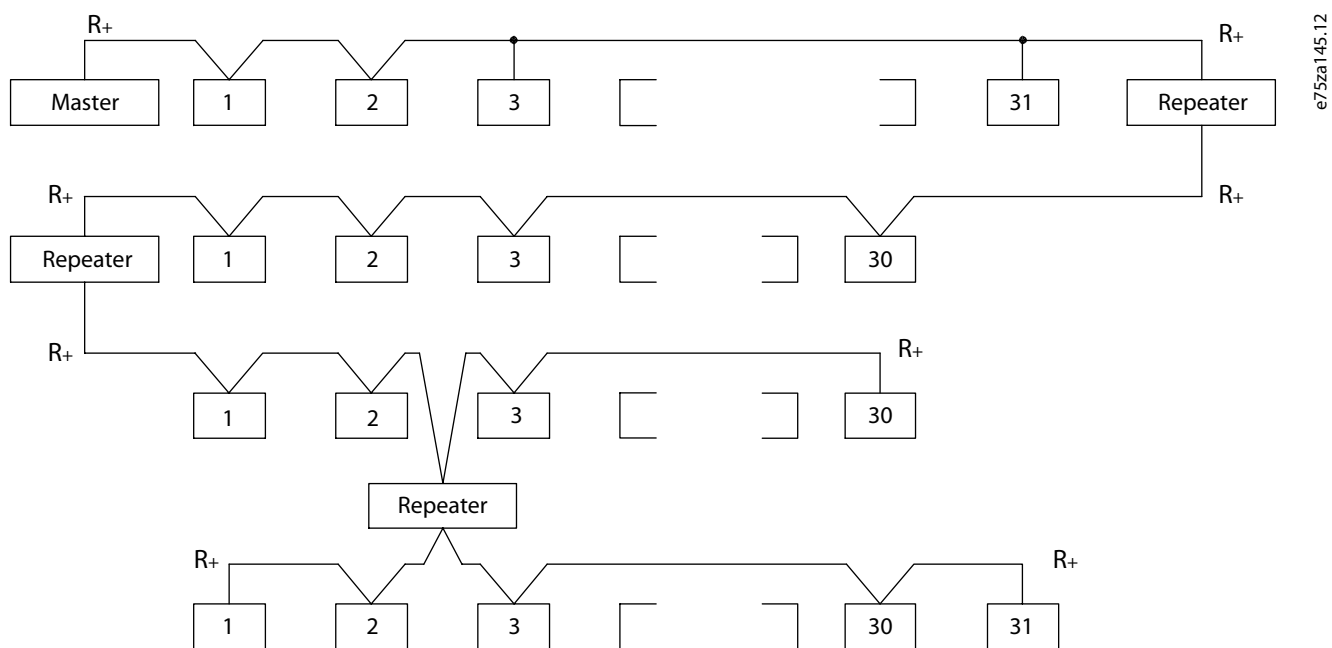 R+ R+
Master 1 2 3 31 Repeater
R+ R+
Repeater 1 2 3 30
R+ R+
1 2 3 30
Repeater
R+ R+
1 2 3 30 31
e75za145.12